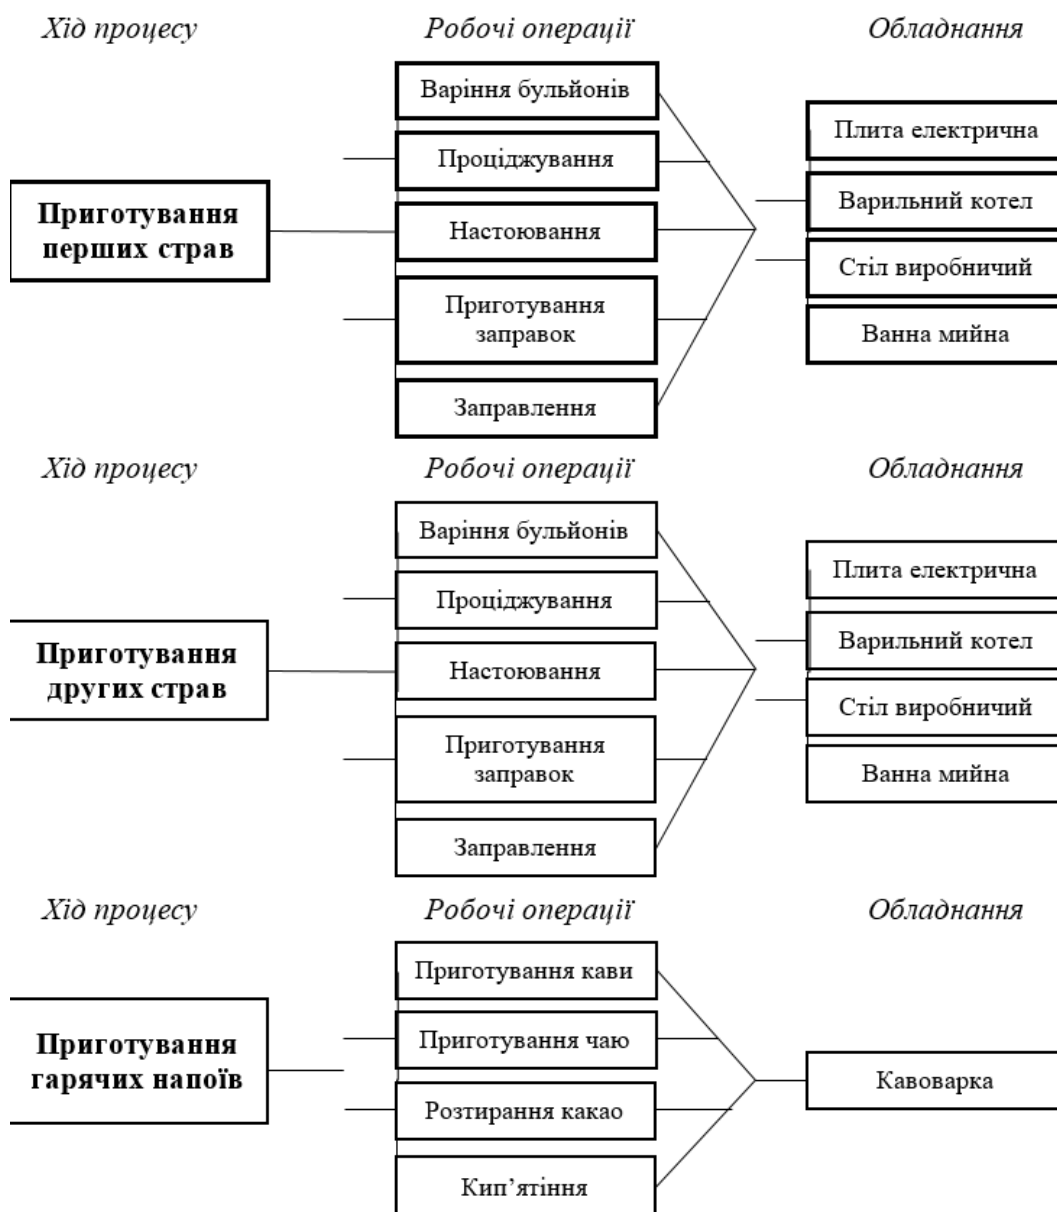 Хід процесу
Робочі операції
Обладнання
Приготування
перших страв
Варіння бульйонів
Проціджування
Настоювання
Приготування
заправок
Заправлення
Плита електрична
Варильний котел
Стіл виробничий
Ванна мийна
Хід процесу
Робочі операції
Обладнання
Приготування
других страв
Варіння бульйонів
Проціджування
Настоювання
Приготування
заправок
Заправлення
Плита електрична
Варильний котел
Стіл виробничий
Ванна мийна
Хід процесу
Робочі операції
Обладнання
Приготування
гарячих напоїв
Приготування кави
Приготування чаю
Розтирання какао
Кип’ятіння
Кавоварка